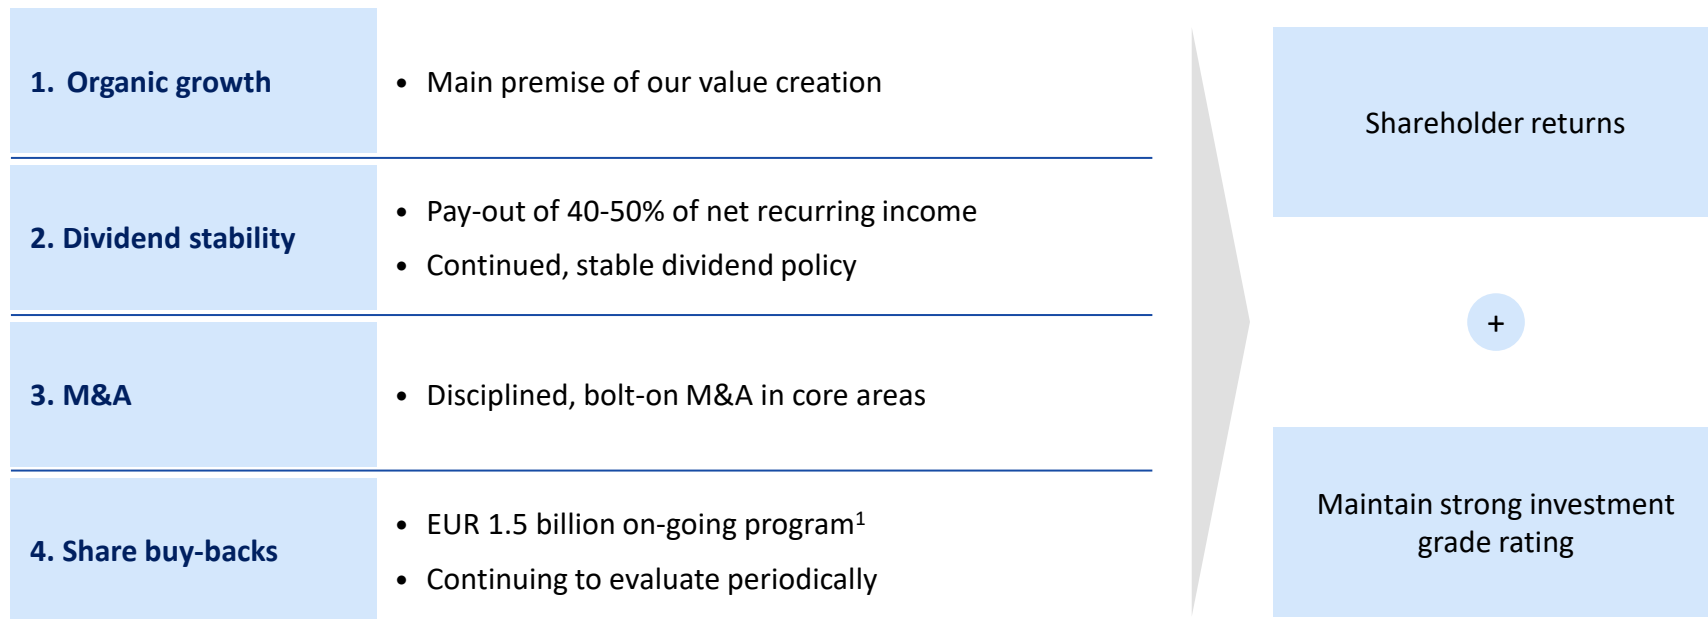 1. Organic growth
• Main premise of our value creation
2. Dividend stability
• Pay-out of 40-50% of net recurring income
• Continued, stable dividend policy
3. M&A
• Disciplined, bolt-on M&A in core areas
4. Share buy-backs
• EUR 1.5 billion on-going program¹
• Continuing to evaluate periodically
Shareholder returns
+
Maintain strong investment
grade rating